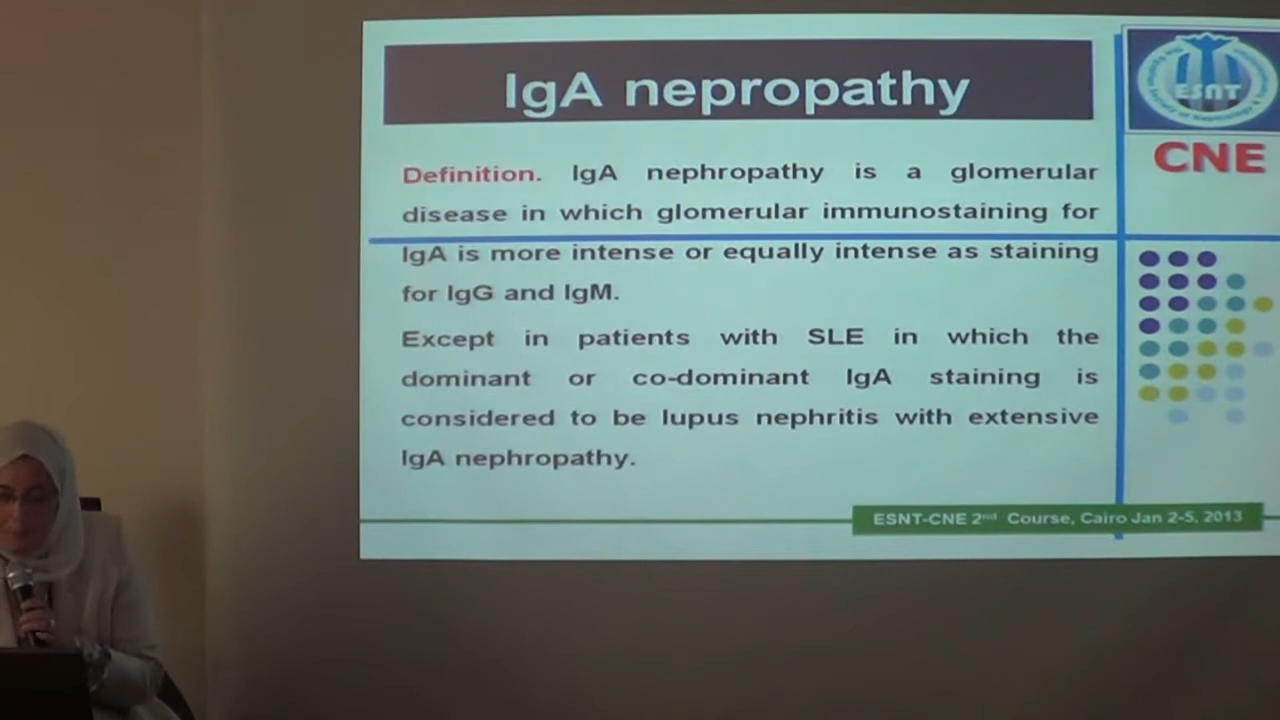 IgA nepropathy
ESNT
CNE
Definition. IgA nephropathy is a glomerular
disease in which glomerular immunostaining for
IgA is more intense or equally intense as staining
for IgG and IgM.
Except in patients with SLE in which the
dominant or co-dominant IgA staining is
considered to be lupus nephritis with extensive
IgA nephropathy.
ESNT-CNE 2nd Course, Cairo Jan 2-5, 2013